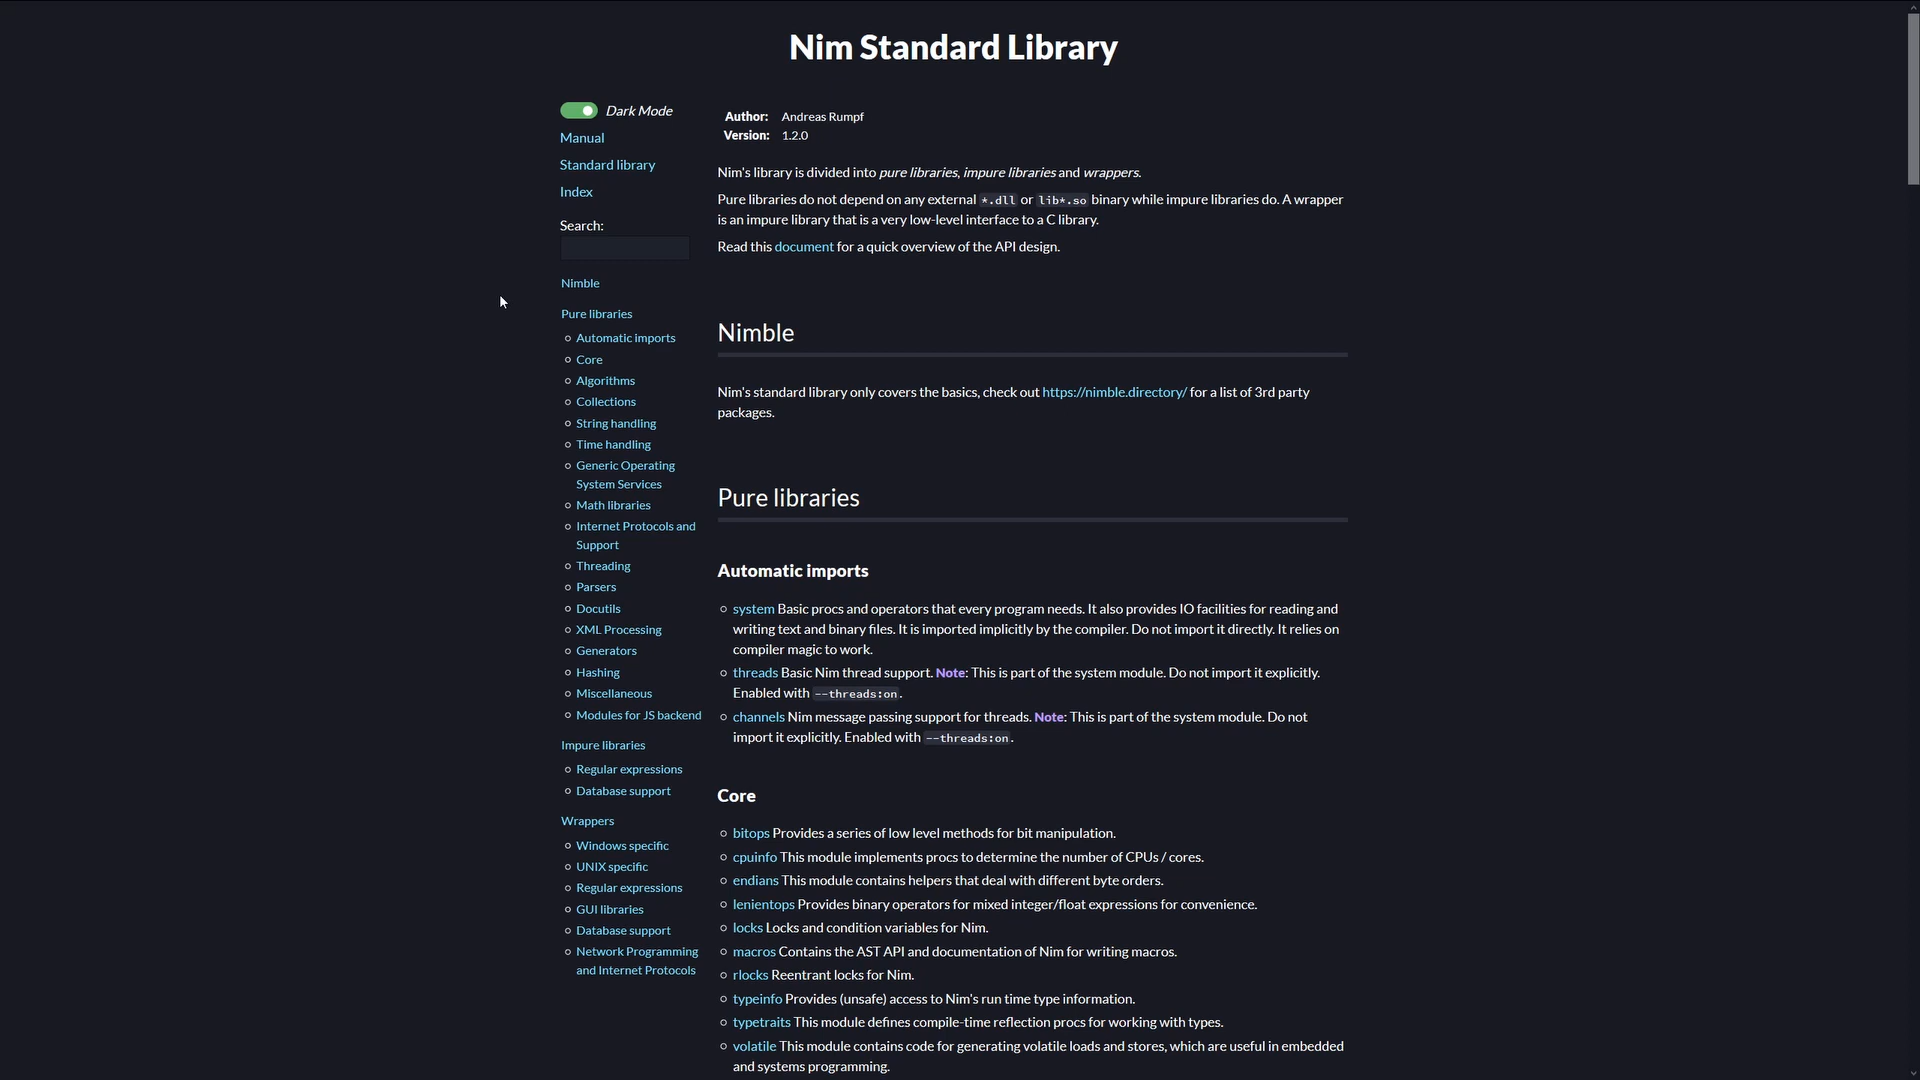 Nim Standard Library
Dark Mode
Manual
Standard library
Index
Search:
Nimble
Pure libraries
Automatic imports
Core
Algorithms
Collections
String handling
Time handling
Generic Operating
System Services
Math libraries
Internet Protocols and
Support
Threading
Parsers
Docutils
XML Processing
Generators
Hashing
Miscellaneous
Modules for JS backend
Impure libraries
Regular expressions
Database support
Wrappers
Windows specific
UNIX specific
Regular expressions
GUI libraries
Database support
Network Programming
and Internet Protocols
Author: Andreas Rumpf
Version: 1.2.0
Nim's library is divided into pure libraries, impure libraries and wrappers.
Pure libraries do not depend on any external *.dll or lib*.so binary while impure libraries do. A wrapper
is an impure library that is a very low-level interface to a C library.
Read this document for a quick overview of the API design.
Nimble
Nim's standard library only covers the basics, check out https://nimble.directory/ for a list of 3rd party
packages.
Pure libraries
Automatic imports
system Basic procs and operators that every program needs. It also provides IO facilities for reading and
writing text and binary files. It is imported implicitly by the compiler. Do not import it directly. It relies on
compiler magic to work.
threads Basic Nim thread support. Note: This is part of the system module. Do not import it explicitly.
Enabled with --threads:on.
channels Nim message passing support for threads. Note: This is part of the system module. Do not
import it explicitly. Enabled with --threads:on.
Core
bitops Provides a series of low level methods for bit manipulation.
cpuinfo This module implements procs to determine the number of CPUs / cores.
endians This module contains helpers that deal with different byte orders.
lenientops Provides binary operators for mixed integer/float expressions for convenience.
locks Locks and condition variables for Nim.
macros Contains the AST API and documentation of Nim for writing macros.
rlocks Reentrant locks for Nim.
typeinfo Provides (unsafe) access to Nim's run time type information.
typetraits This module defines compile-time reflection procs for working with types.
volatile This module contains code for generating volatile loads and stores, which are useful in embedded
and systems programming.